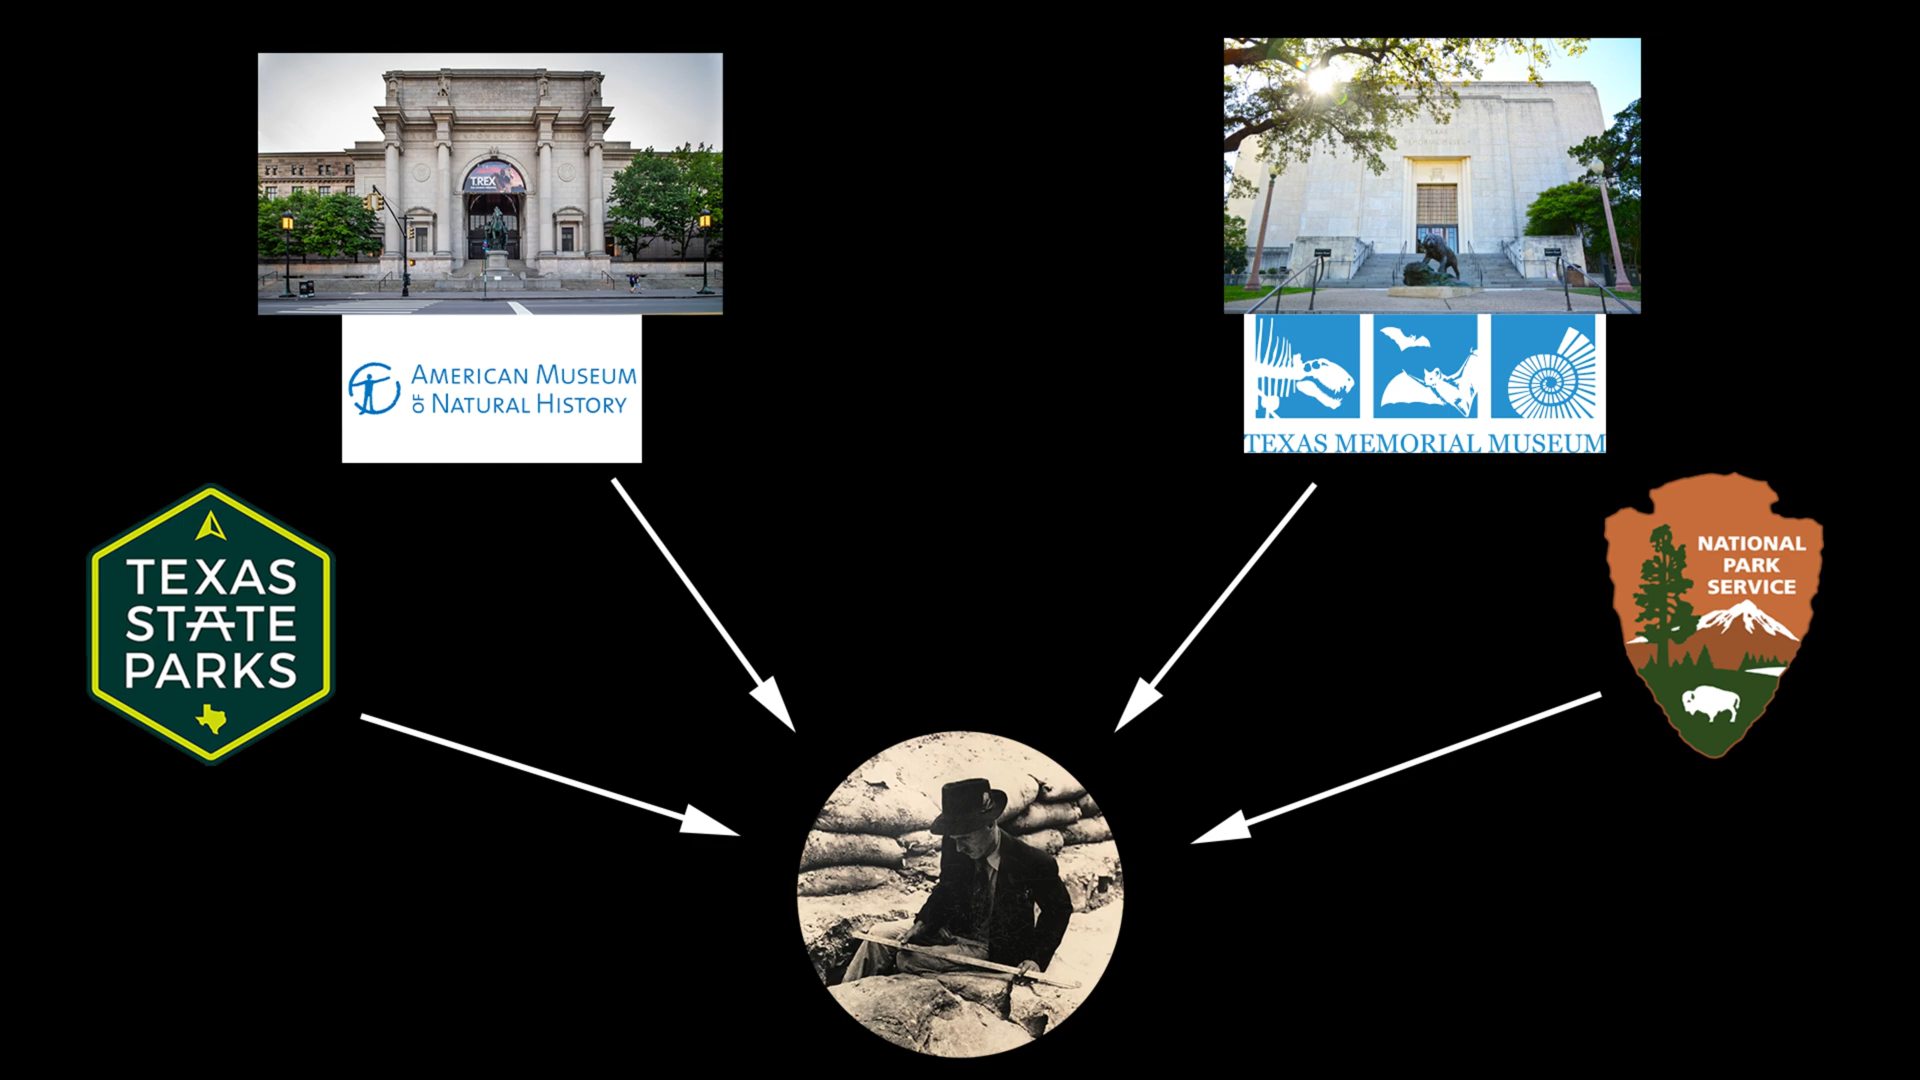 T.REX
AMERICAN MUSEUM
OF NATURAL HISTORY
TEXAS MEMORIAL MUSEUM
TEXAS
STATE
PARKS
NATIONAL
PARK
SERVICE